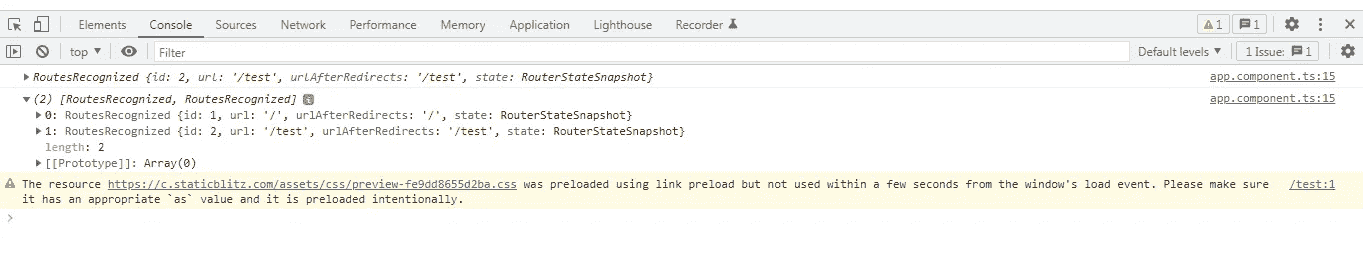 Elements Console Sources Network Performance Memory Application Lighthouse Recorder 1 1
top Filter Default levels 1 Issue: 1
RoutesRecognized {id: 2, url: '/test', urlAfterRedirects: '/test', state: RouterStateSnapshot} app.component.ts:15
(2) [RoutesRecognized, RoutesRecognized] i app.component.ts:15
0: RoutesRecognized {id: 1, url: '/', urlAfterRedirects: '/', state: RouterStateSnapshot}
1: RoutesRecognized {id: 2, url: '/test', urlAfterRedirects: '/test', state: RouterStateSnapshot}
length: 2
[[Prototype]]: Array(0)
The resource https://c.staticblitz.com/assets/css/preview-fe9dd8655d2ba.css was preloaded using link preload but not used within a few seconds from the window's load event. Please make sure /test:1
it has an appropriate `as` value and it is preloaded intentionally.